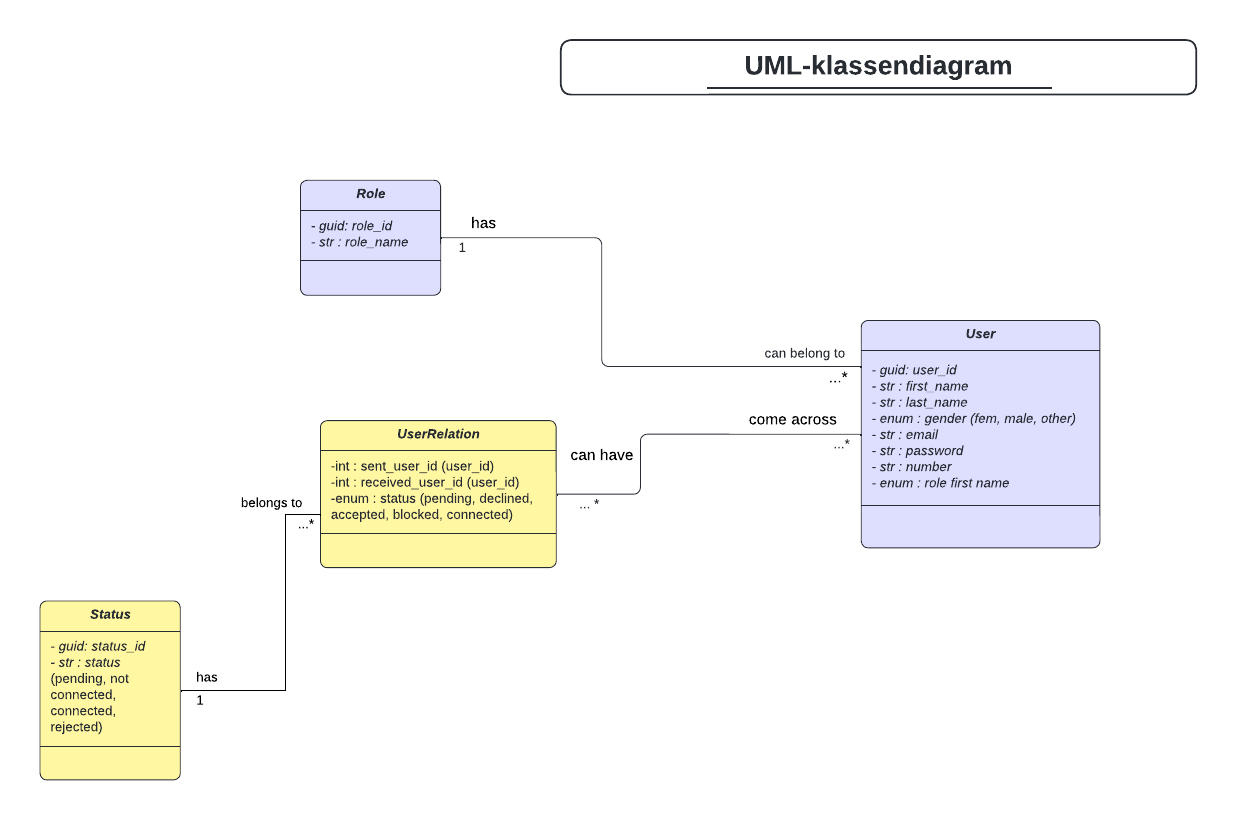 UML-klassendiagram
Role
- guid: role_id
- str : role_name
has
1
can belong to
...*
User
- guid: user_id
- str : first_name
- str : last_name
- enum : gender (fem, male, other)
- str : email
- str : password
- str : number
- enum : role first name
come across
...*
can have
... *
UserRelation
-int : sent_user_id (user_id)
-int : received_user_id (user_id)
-enum : status (pending, declined,
accepted, blocked, connected)
belongs to
...*
Status
- guid: status_id
- str : status
(pending, not
connected,
connected,
rejected)
has
1